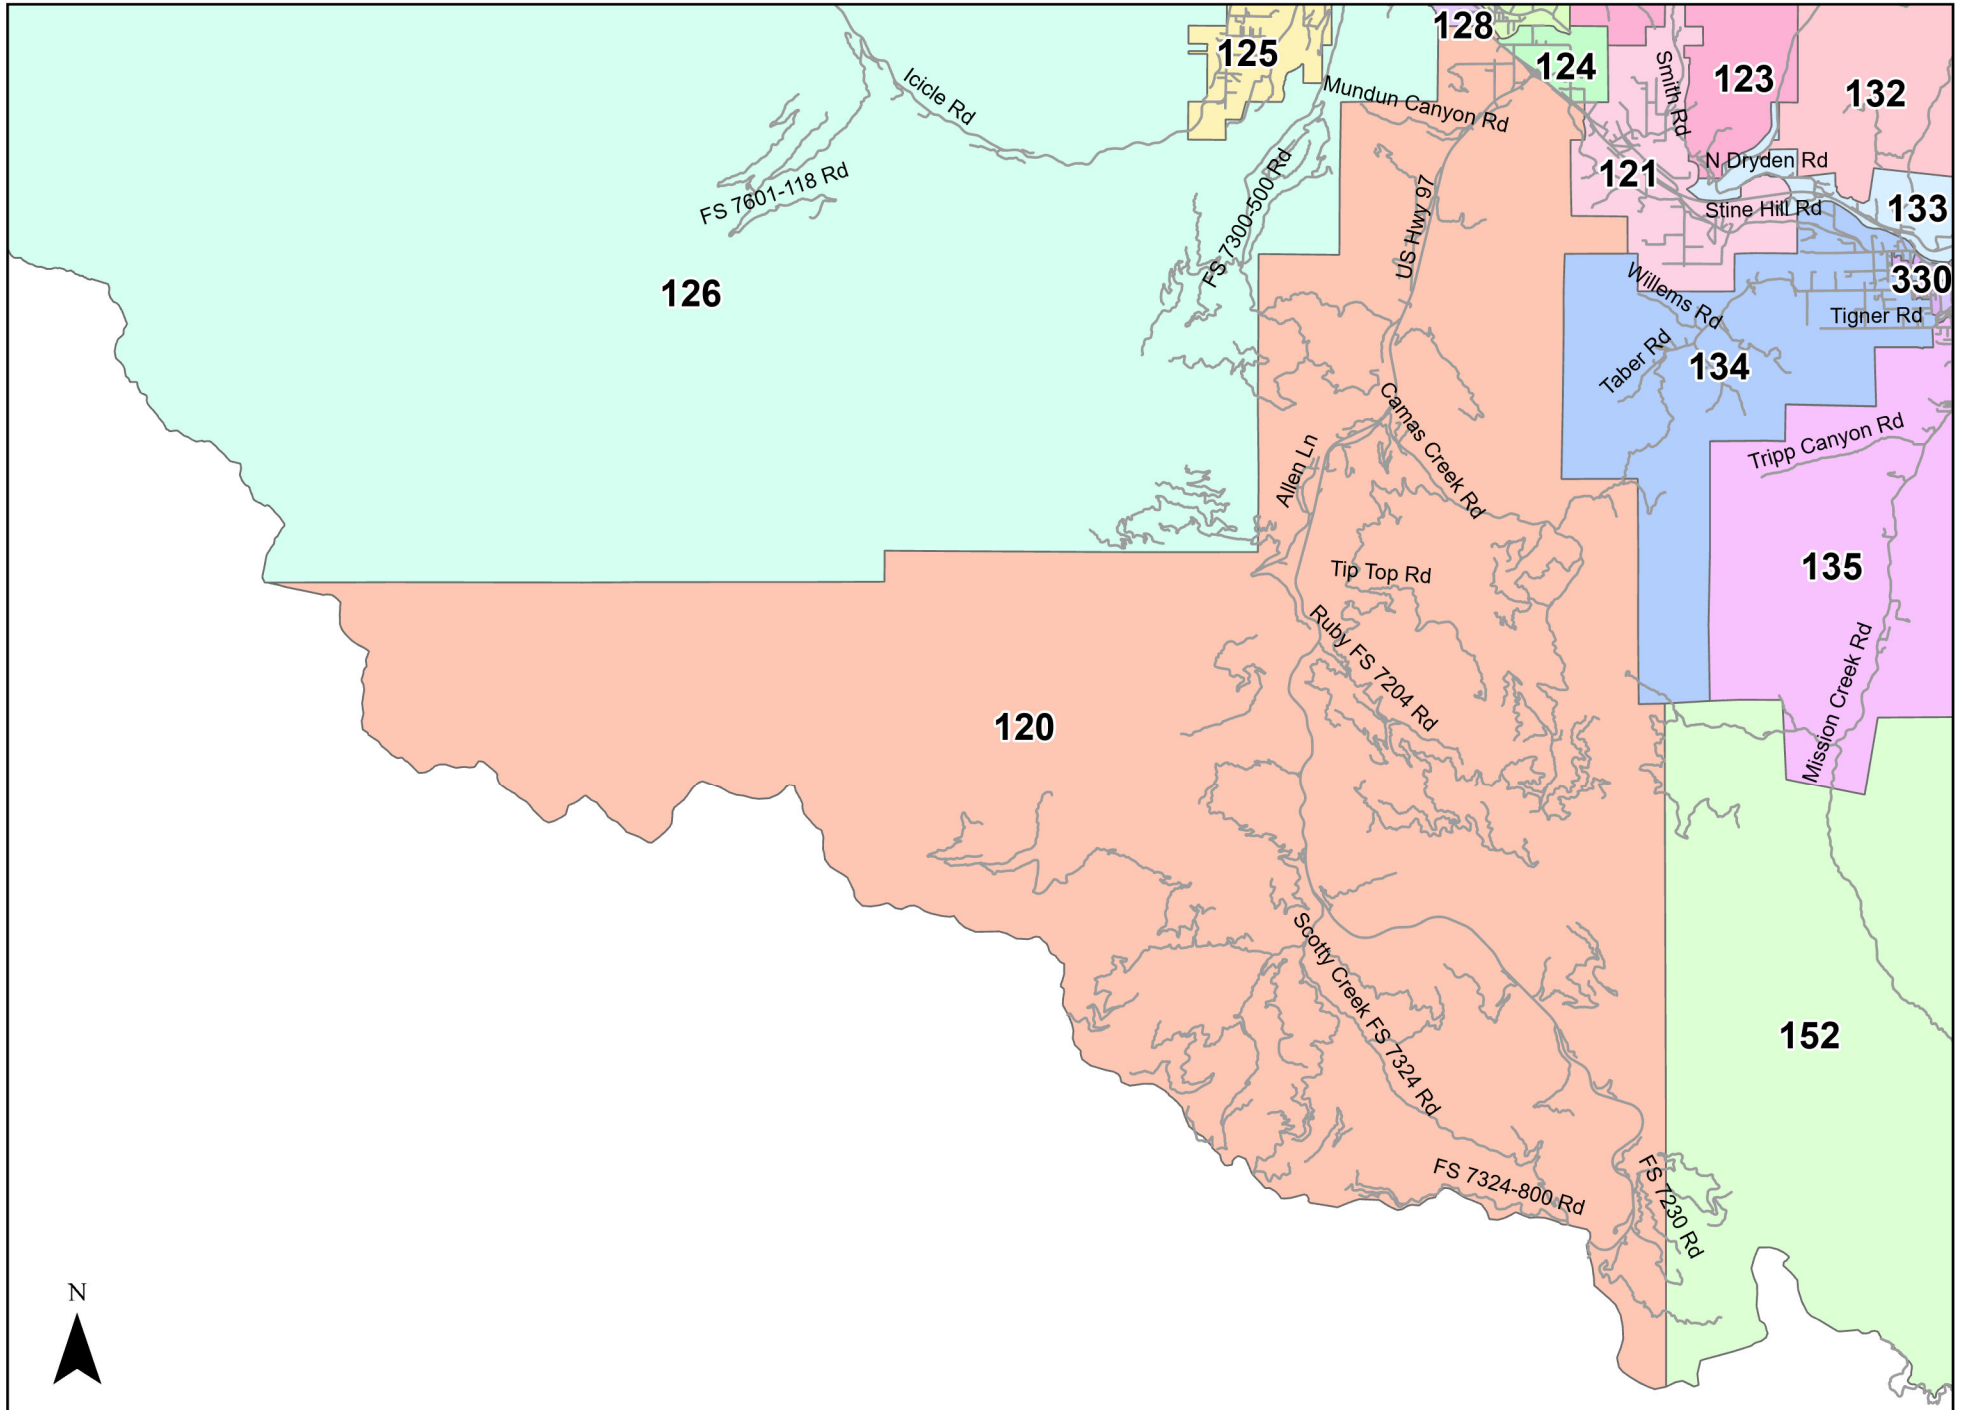 128
125
124
123
132
Icicle Rd
Smith Rd
Mundun Canyon Rd
N Dryden Rd
121
FS 7601-118 Rd
FS 7300-500 Rd
US Hwy 97
Stine Hill Rd
133
126
Willems Rd
330
Tigner Rd
Taber Rd
134
Camas Creek Rd
Tripp Canyon Rd
Allen Ln
Tip Top Rd
135
Ruby FS 7204 Rd
Mission Creek Rd
120
Scotty Creek FS 7324 Rd
152
FS 7324-800 Rd
FS 7230 Rd
N